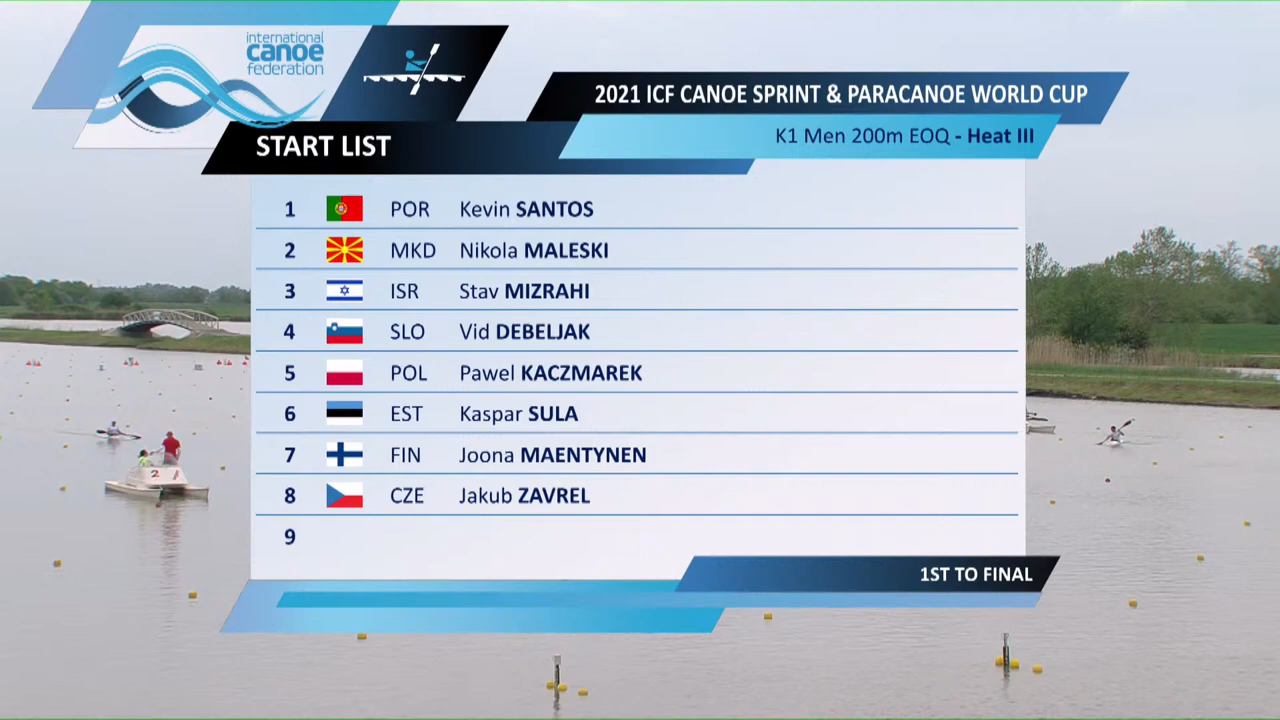 international
canoe
federation
2021 ICF CANOE SPRINT & PARACANOE WORLD CUP
K1 Men 200m EOQ - Heat III
START LIST
1 POR Kevin SANTOS
2 MKD Nikola MALESKI
3 ISR Stav MIZRAHI
4 SLO Vid DEBELJAK
5 POL Pawel KACZMAREK
6 EST Kaspar SULA
7 FIN Joona MAENTYNEN
8 CZE Jakub ZAVREL
9
2
1ST TO FINAL